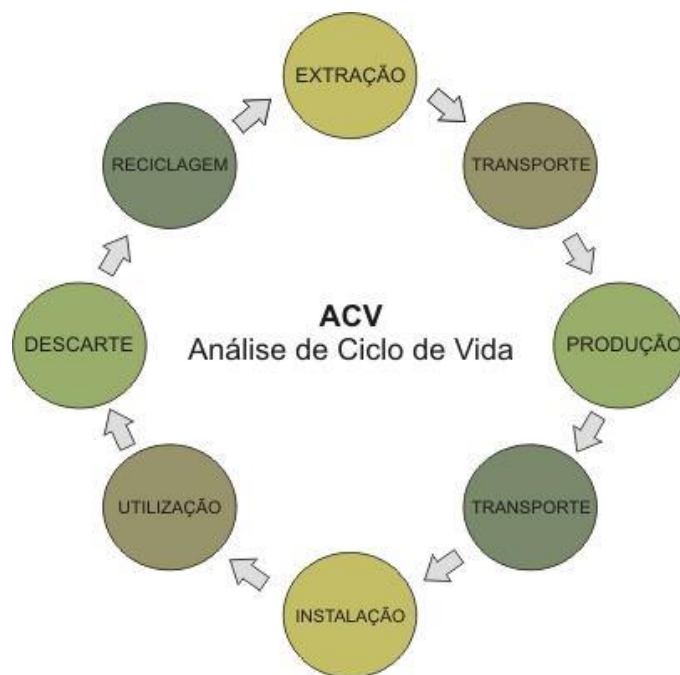 EXTRAÇÃO
TRANSPORTE
PRODUÇÃO
TRANSPORTE
INSTALAÇÃO
UTILIZAÇÃO
DESCARTE
RECICLAGEM
ACV
Análise de Ciclo de Vida